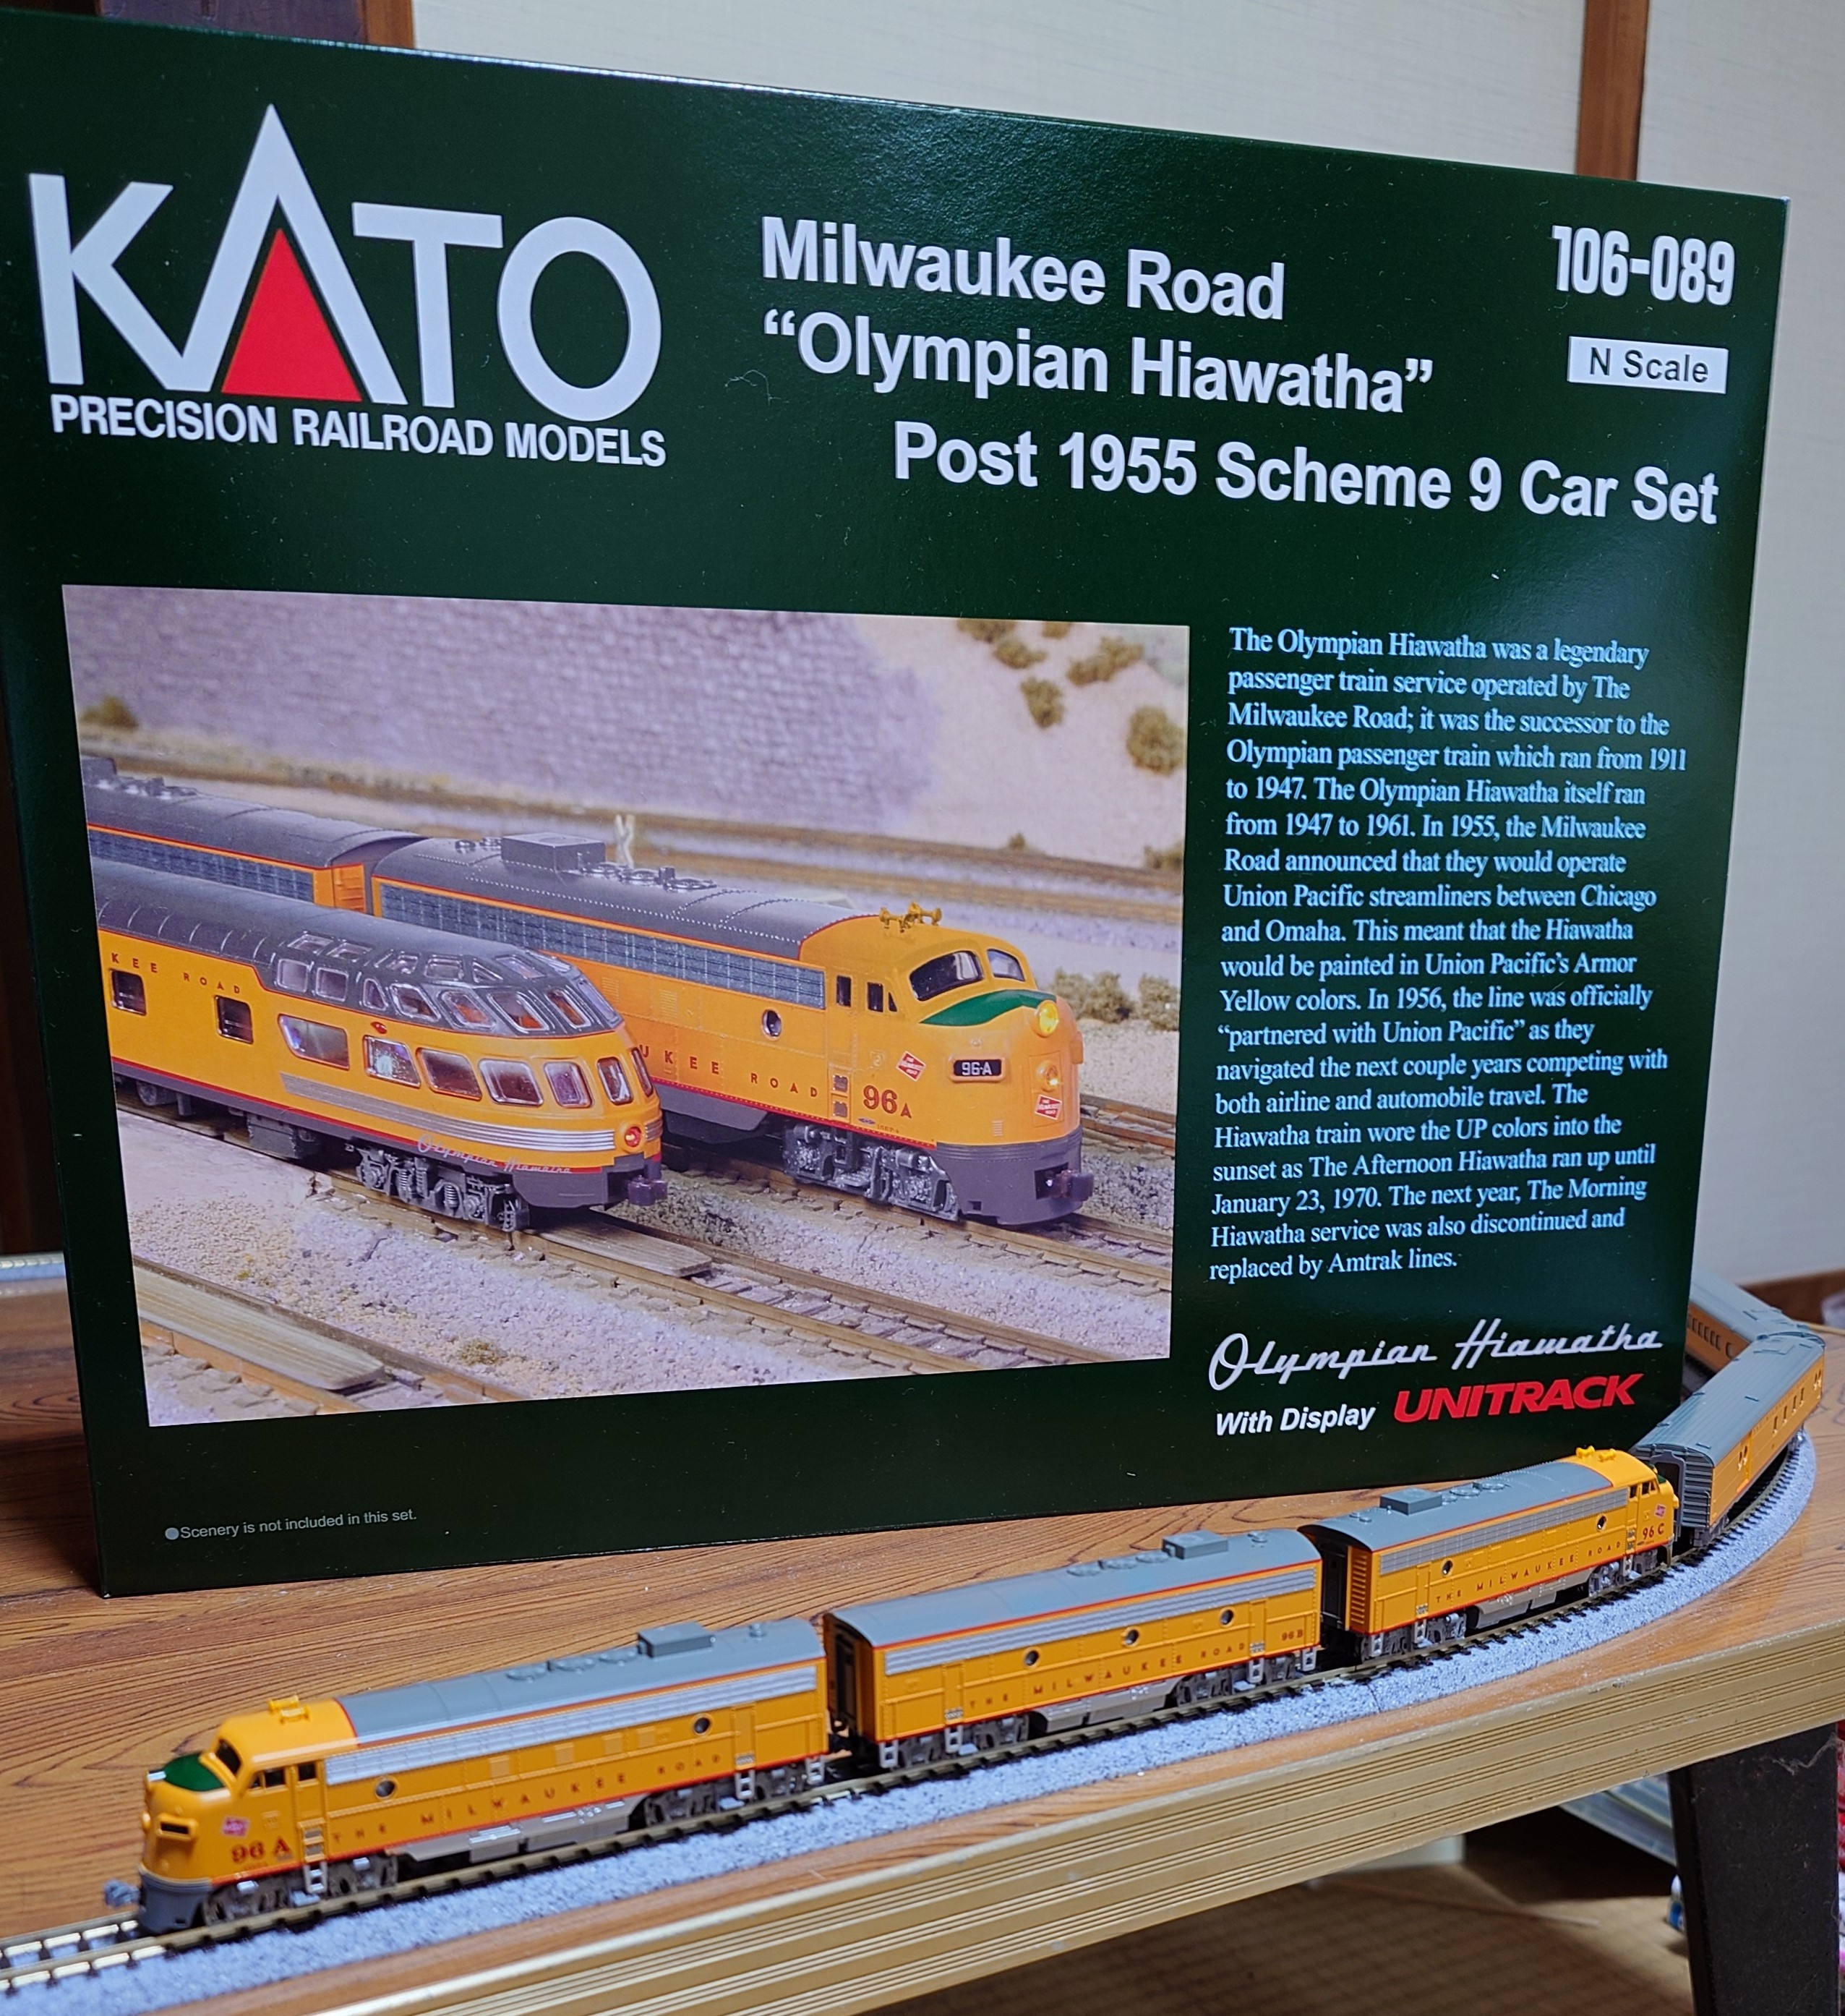 KATO
PRECISION RAILROAD MODELS
Milwaukee Road
“Olympian Hiawatha”
Post 1955 Scheme 9 Car Set
106-089
N Scale
KEE ROAD
UKEE ROAD
96A
96-A
Olympian Hiawatha
The Olympian Hiawatha was a legendary
passenger train service operated by The
Milwaukee Road; it was the successor to the
Olympian passenger train which ran from 1911
to 1947. The Olympian Hiawatha itself ran
from 1947 to 1961. In 1955, the Milwaukee
Road announced that they would operate
Union Pacific streamliners between Chicago
and Omaha. This meant that the Hiawatha
would be painted in Union Pacific’s Armor
Yellow colors. In 1956, the line was officially
“partnered with Union Pacific” as they
navigated the next couple years competing with
both airline and automobile travel. The
Hiawatha train wore the UP colors into the
sunset as The Afternoon Hiawatha ran up until
January 23, 1970. The next year, The Morning
Hiawatha service was also discontinued and
replaced by Amtrak lines.
Olympian Hiawatha
With Display UNITRACK
●Scenery is not included in this set.
96 A
THE MILWAUKEE ROAD
THE MILWAUKEE ROAD
96 B
THE MILWAUKEE ROAD
96 C